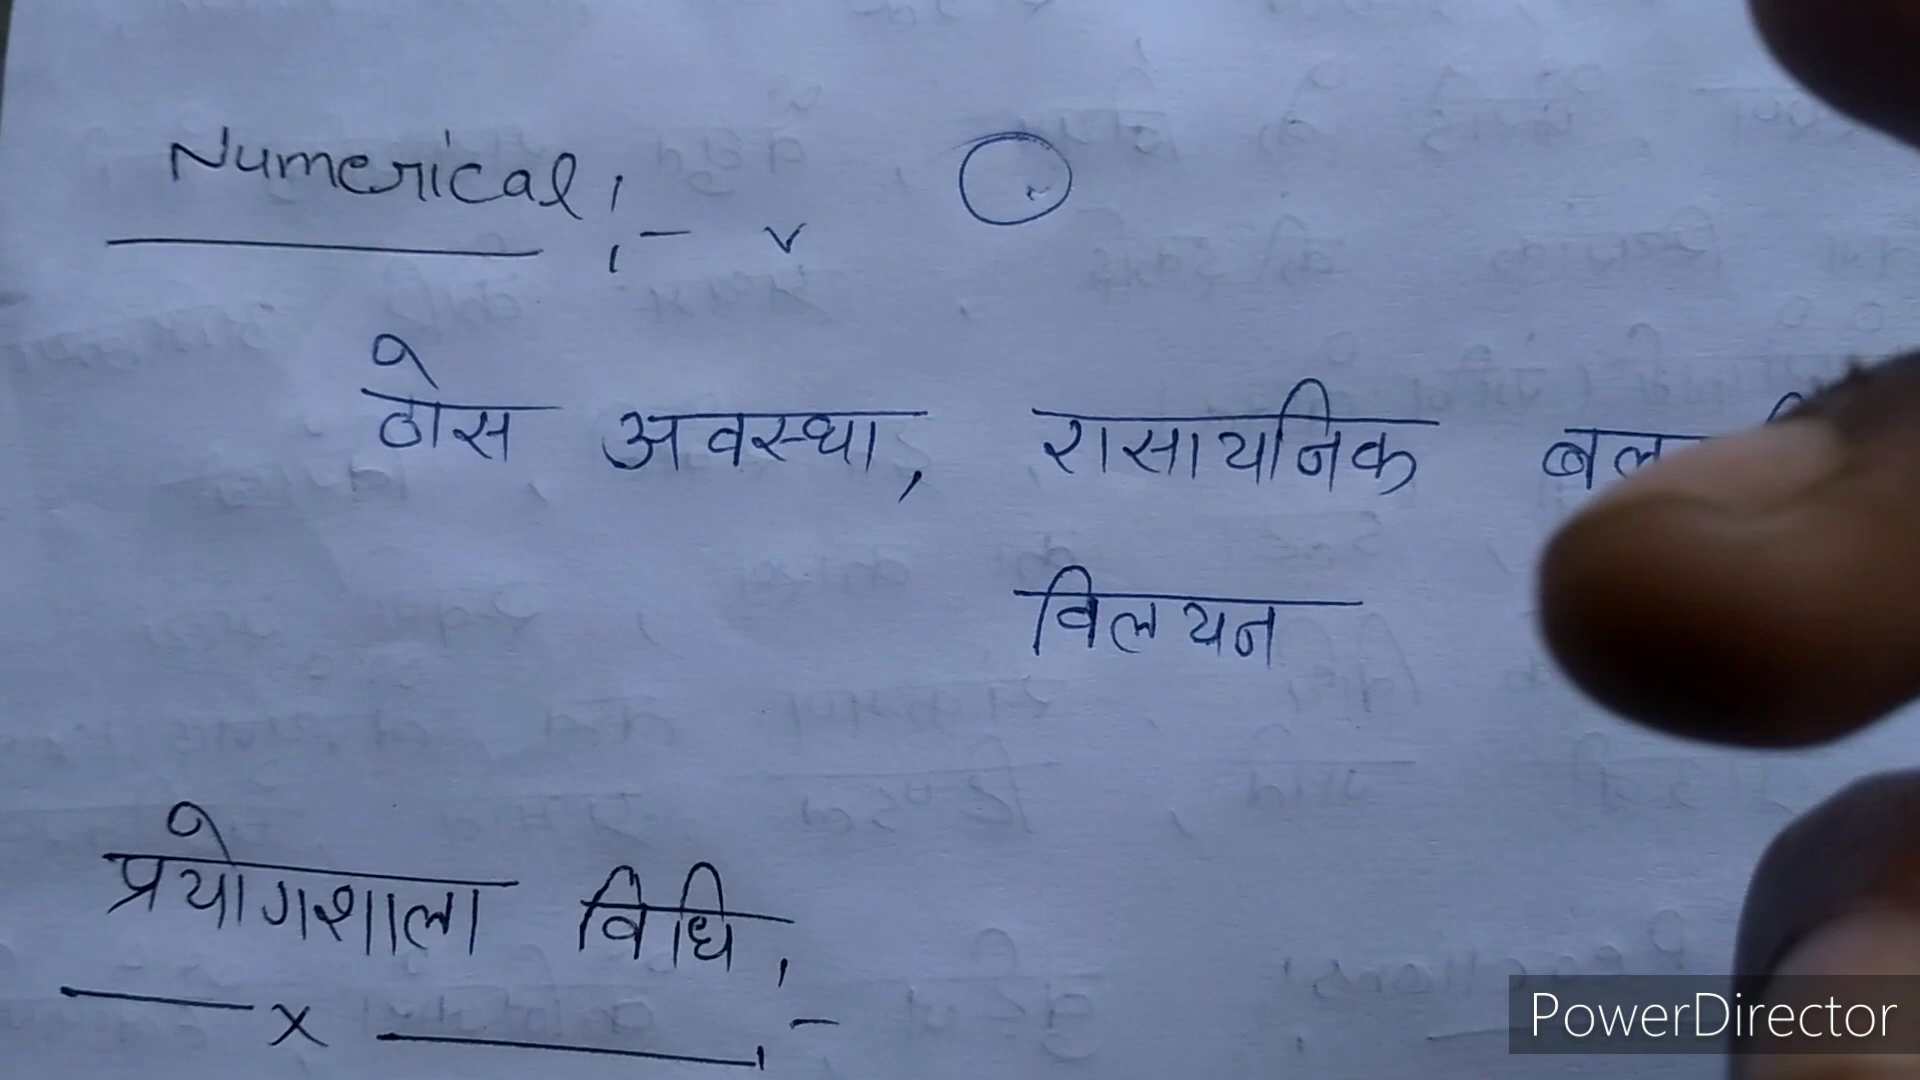 Numerical :-
ठोस अवस्था, रासायनिक
विलयन
प्रयोगशाला विधि :-
PowerDirector